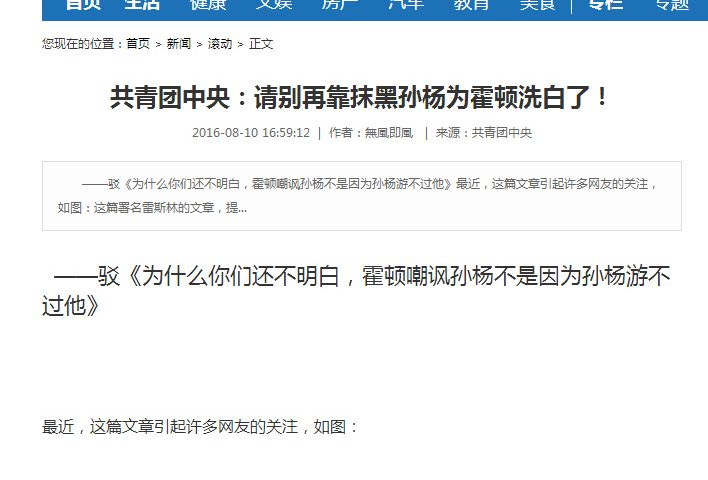 首页 生活 健康 文娱 房产 汽车 教育 美食 专栏 专题
您现在的位置：首页 > 新闻 > 滚动 > 正文
共青团中央：请别再靠抹黑孙杨为霍顿洗白了！
2016-08-10 16:59:12 | 作者：無風即風 | 来源：共青团中央
——驳《为什么你们还不明白，霍顿嘲讽孙杨不是因为孙杨游不过他》最近，这篇文章引起许多网友的关注，
如图：这篇署名雷斯林的文章，提...
——驳《为什么你们还不明白，霍顿嘲讽孙杨不是因为孙杨游不
过他》
最近，这篇文章引起许多网友的关注，如图：